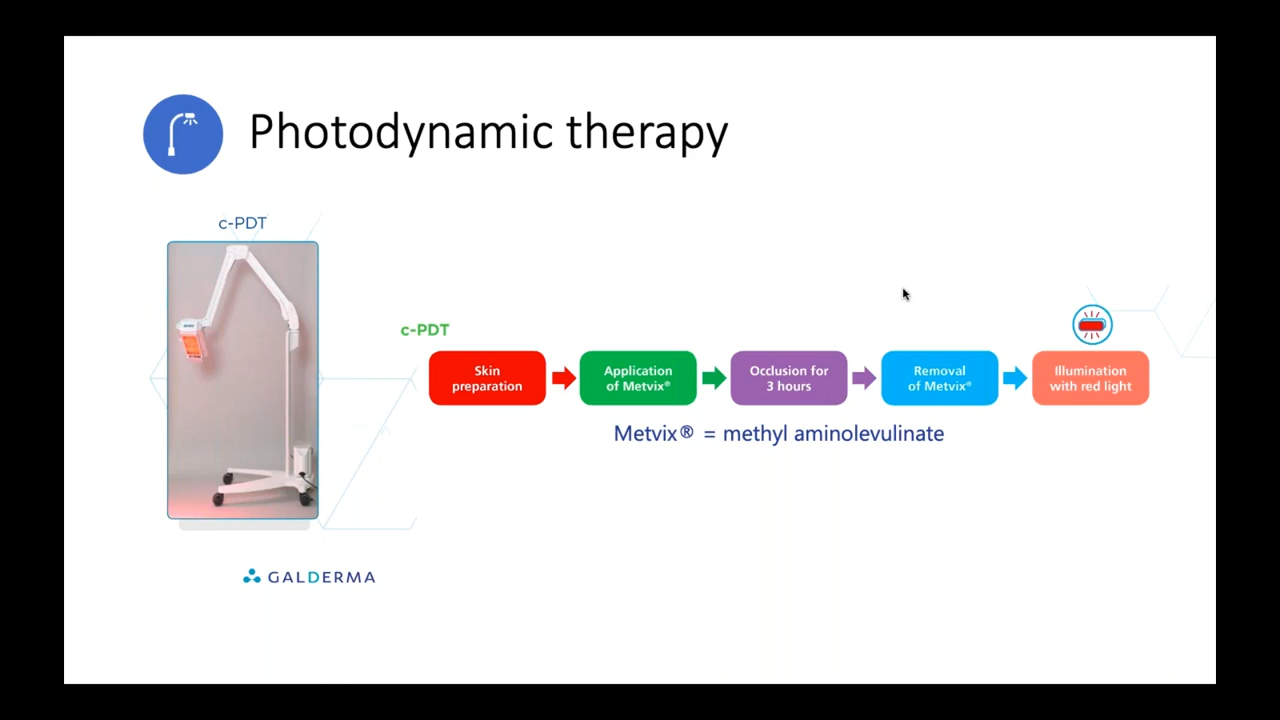 Photodynamic therapy
c-PDT
c-PDT
Skin
preparation
Application
of Metvix®
Occlusion for
3 hours
Removal
of Metvix®
Illumination
with red light
Metvix® = methyl aminolevulinate
GALDERMA